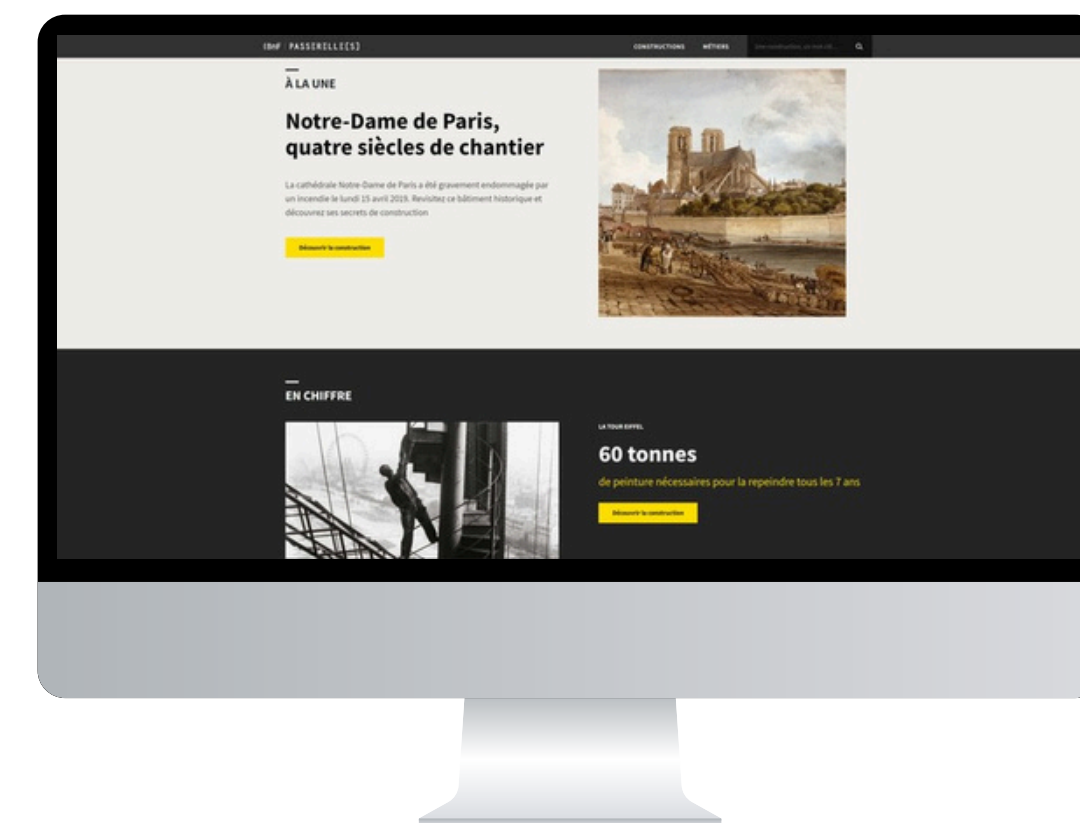 {BnF PASSERELLE(S)
CONSTRUCTIONS MÉTIERS
À LA UNE
Notre-Dame de Paris,
quatre siècles de chantier
La cathédrale Notre-Dame de Paris a été gravement endommagée par
un incendie le lundi 15 avril 2019. Revisitez ce bâtiment historique et
découvrez ses secrets de construction
Découvrir la construction
EN CHIFFRE
LA TOUR EIFFEL
60 tonnes
de peinture nécessaires pour la repeindre tous les 7 ans
Découvrir la construction